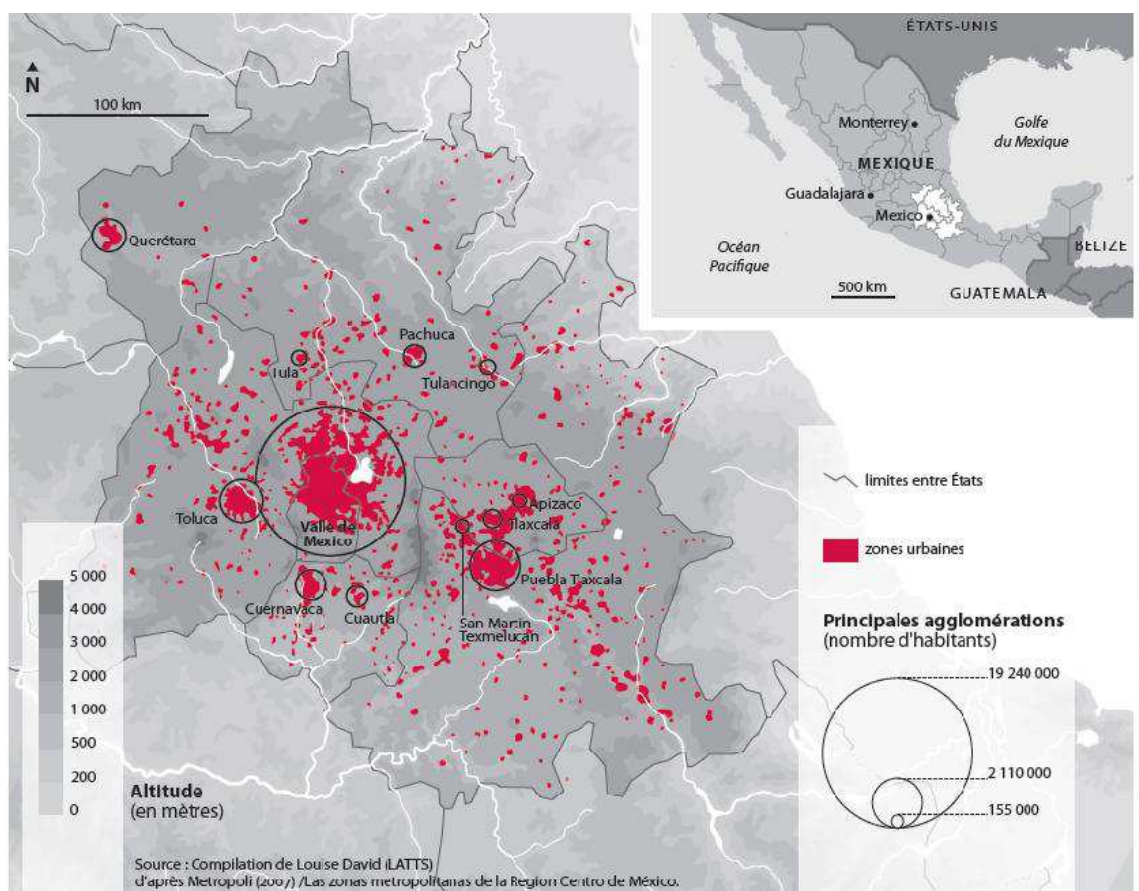 N
100 km
Querétaro
Pachuca
Tula
Tulancingo
Toluca
Valle de
Mexico
Apizaco
Tlaxcala
Puebla Tlaxcala
Cuernavaca
Cuautla
San Martin
Texmelucan
ÉTATS-UNIS
Monterrey
Golfe
du Mexique
MEXIQUE
Guadalajara
Mexico
Océan
Pacifique
BELIZE
500 km
GUATEMALA
limites entre États
zones urbaines
Principales agglomérations
(nombre d'habitants)
19 240 000
2 110 000
155 000
5 000
4 000
3 000
2 000
1 000
500
200
0
Altitude
(en mètres)
Source : Compilation de Louise David (LATTS)
d'après Metropoli (2007) /Las zonas metropolitanas de la Region Centro de México.